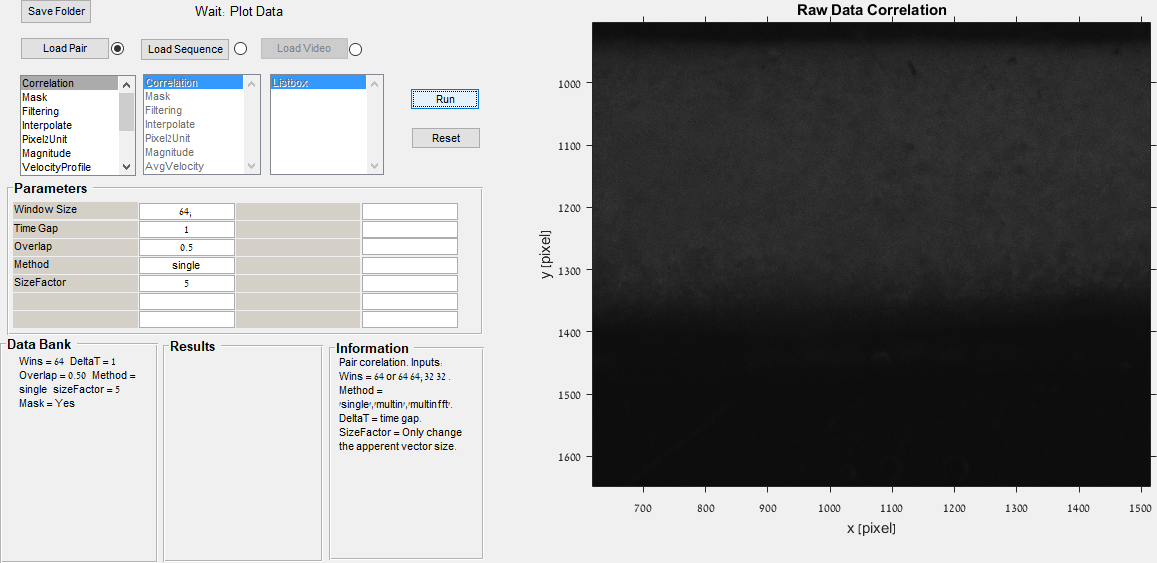 Save Folder
Wait: Plot Data
Load Pair
Load Sequence
Load Video
Correlation
Mask
Filtering
Interpolate
Pixel2Unit
Magnitude
VelocityProfile
Correlation
Mask
Filtering
Interpolate
Pixel2Unit
Magnitude
AvgVelocity
Listbox
Run
Reset
Parameters
Window Size 64;
Time Gap 1
Overlap 0.5
Method single
SizeFactor 5
Data Bank
Wins = 64 DeltaT = 1
Overlap = 0.50 Method =
single sizeFactor = 5
Mask = Yes
Results
Information
Pair corelation. Inputs:
Wins = 64 or 64 64; 32 32 .
Method =
'single','multin','multinfft'.
DeltaT = time gap.
SizeFactor = Only change
the apperent vector size.
Raw Data Correlation
y [pixel]
1000
1100
1200
1300
1400
1500
1600
700 800 900 1000 1100 1200 1300 1400 1500
x [pixel]